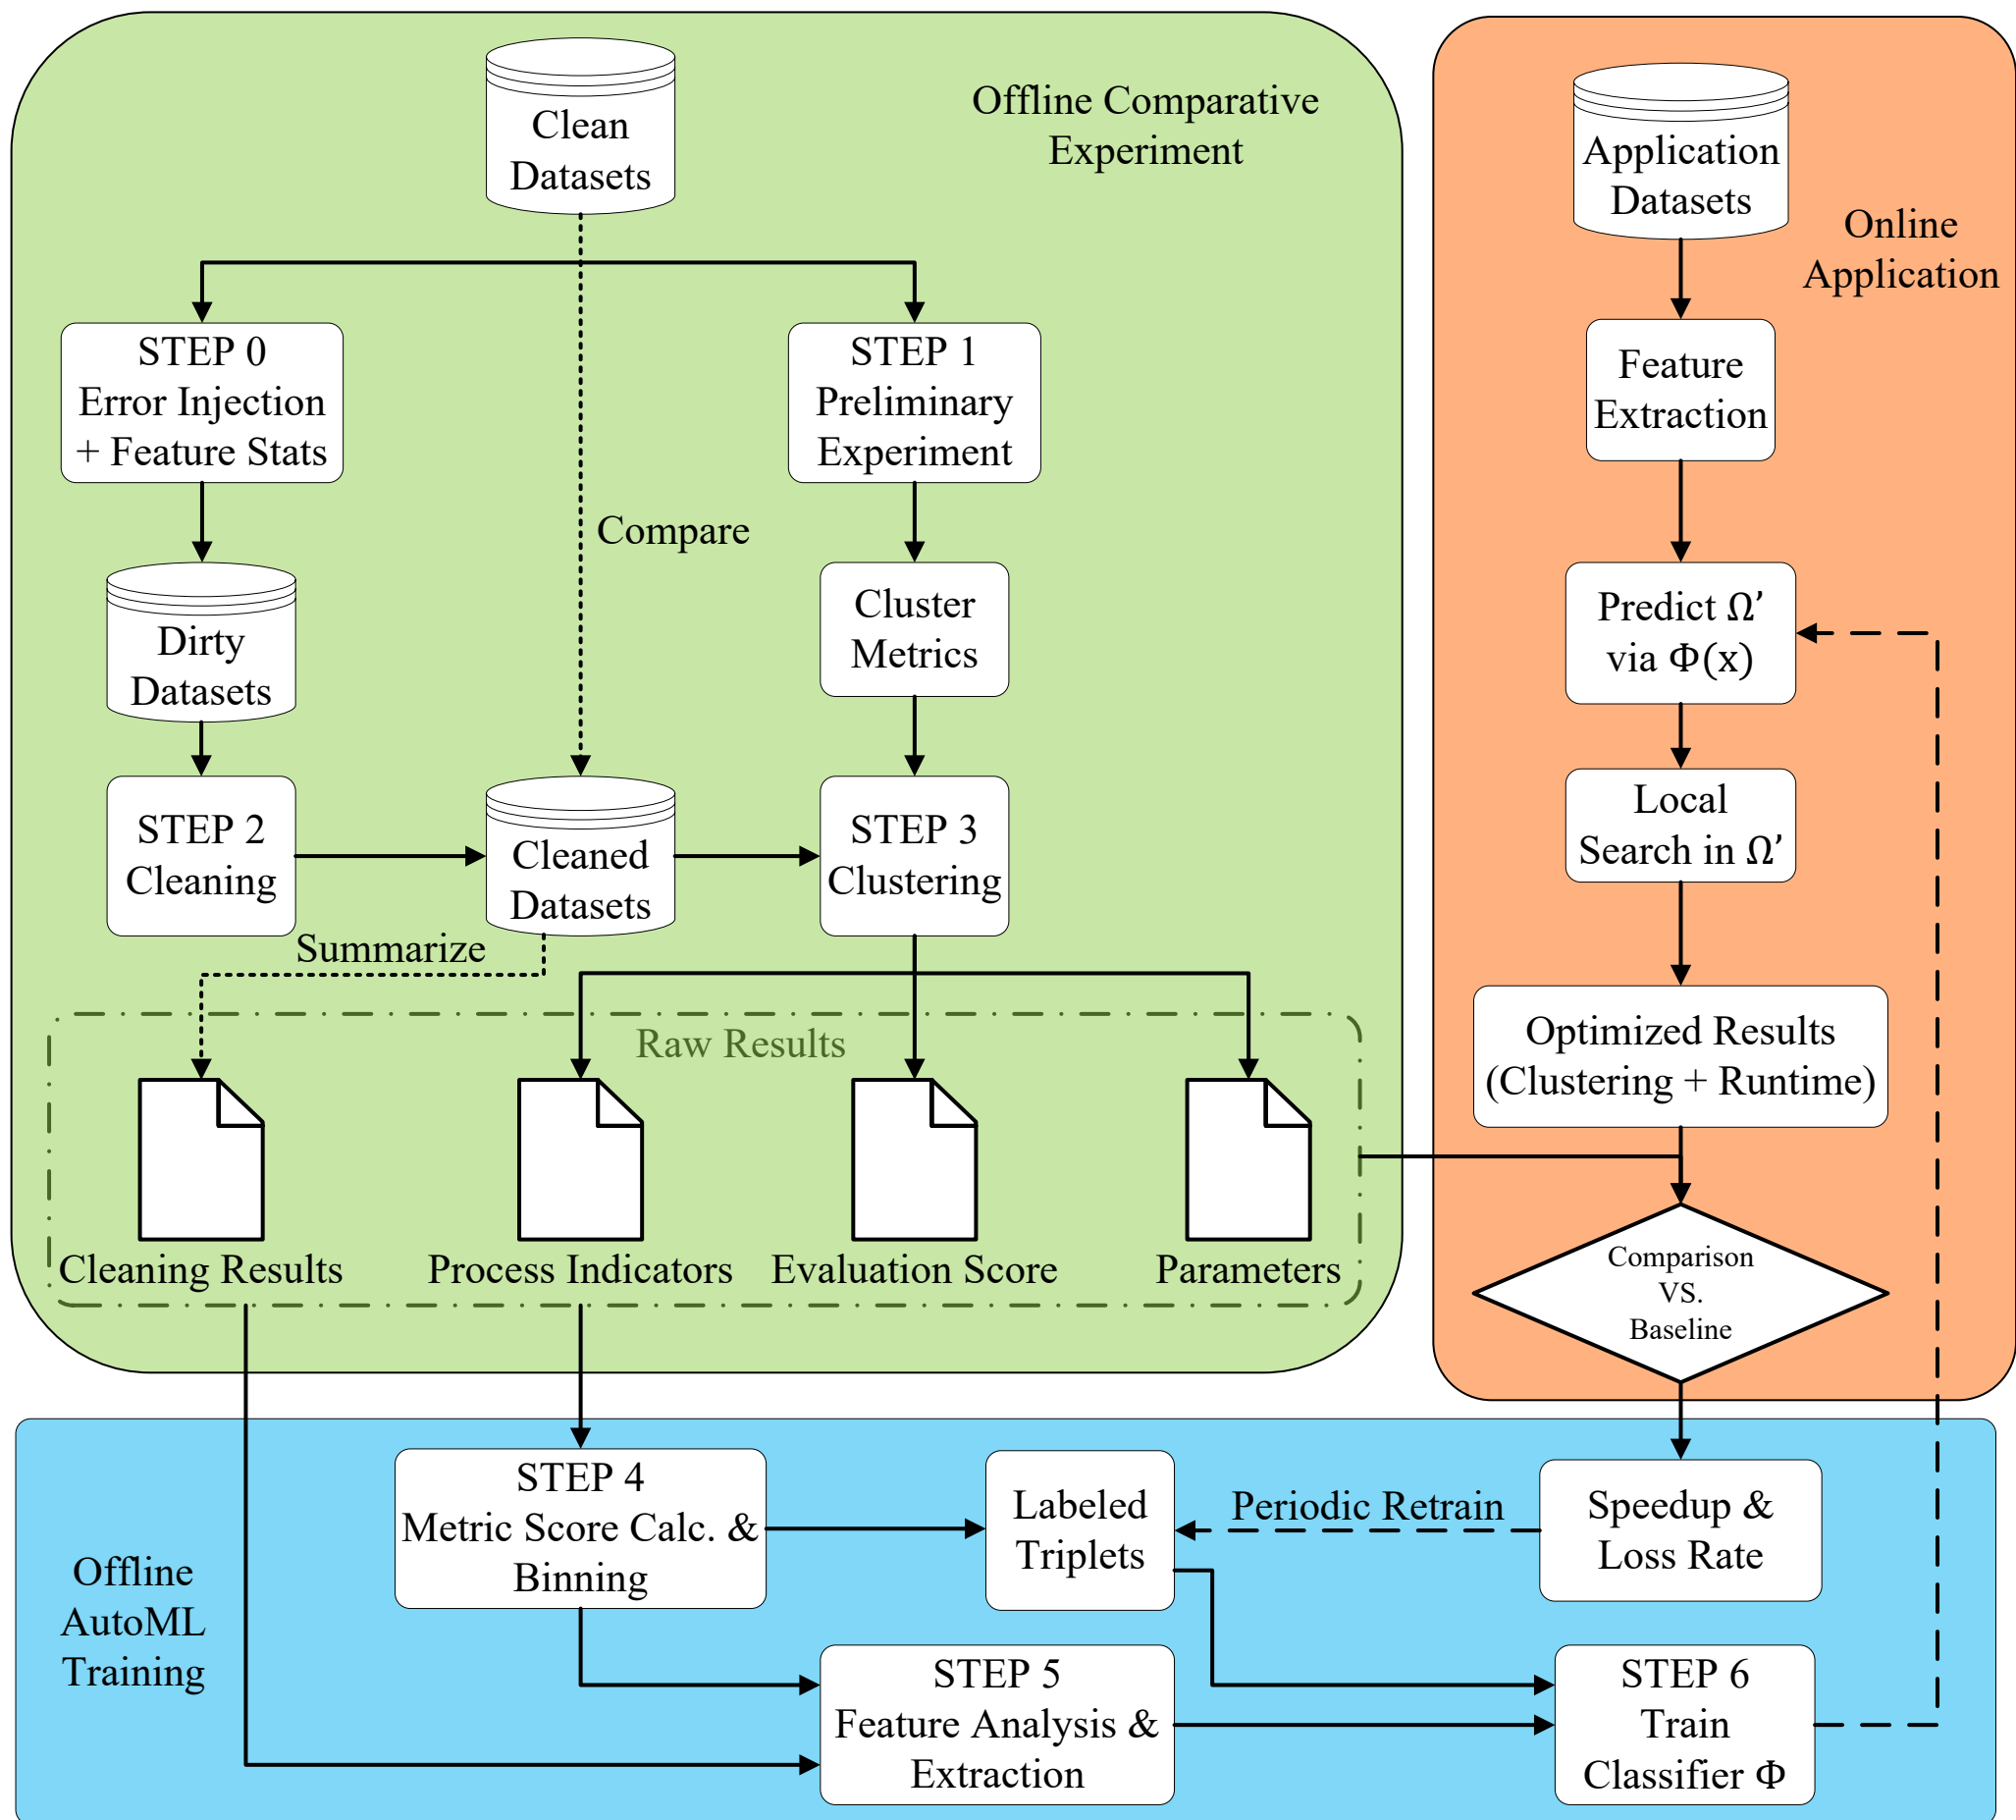 Clean
Datasets
Offline Comparative
Experiment
STEP 0
Error Injection
+ Feature Stats
STEP 1
Preliminary
Experiment
Compare
Dirty
Datasets
Cluster
Metrics
STEP 2
Cleaning
Cleaned
Datasets
STEP 3
Clustering
Summarize
Raw Results
Cleaning Results
Process Indicators
Evaluation Score
Parameters
Application
Datasets
Online
Application
Feature
Extraction
Predict Ω’
via Φ(x)
Local
Search in Ω’
Optimized Results
(Clustering + Runtime)
Comparison
VS.
Baseline
Offline
AutoML
Training
STEP 4
Metric Score Calc. &
Binning
Labeled
Triplets
Periodic Retrain
Speedup &
Loss Rate
STEP 5
Feature Analysis &
Extraction
STEP 6
Train
Classifier Φ